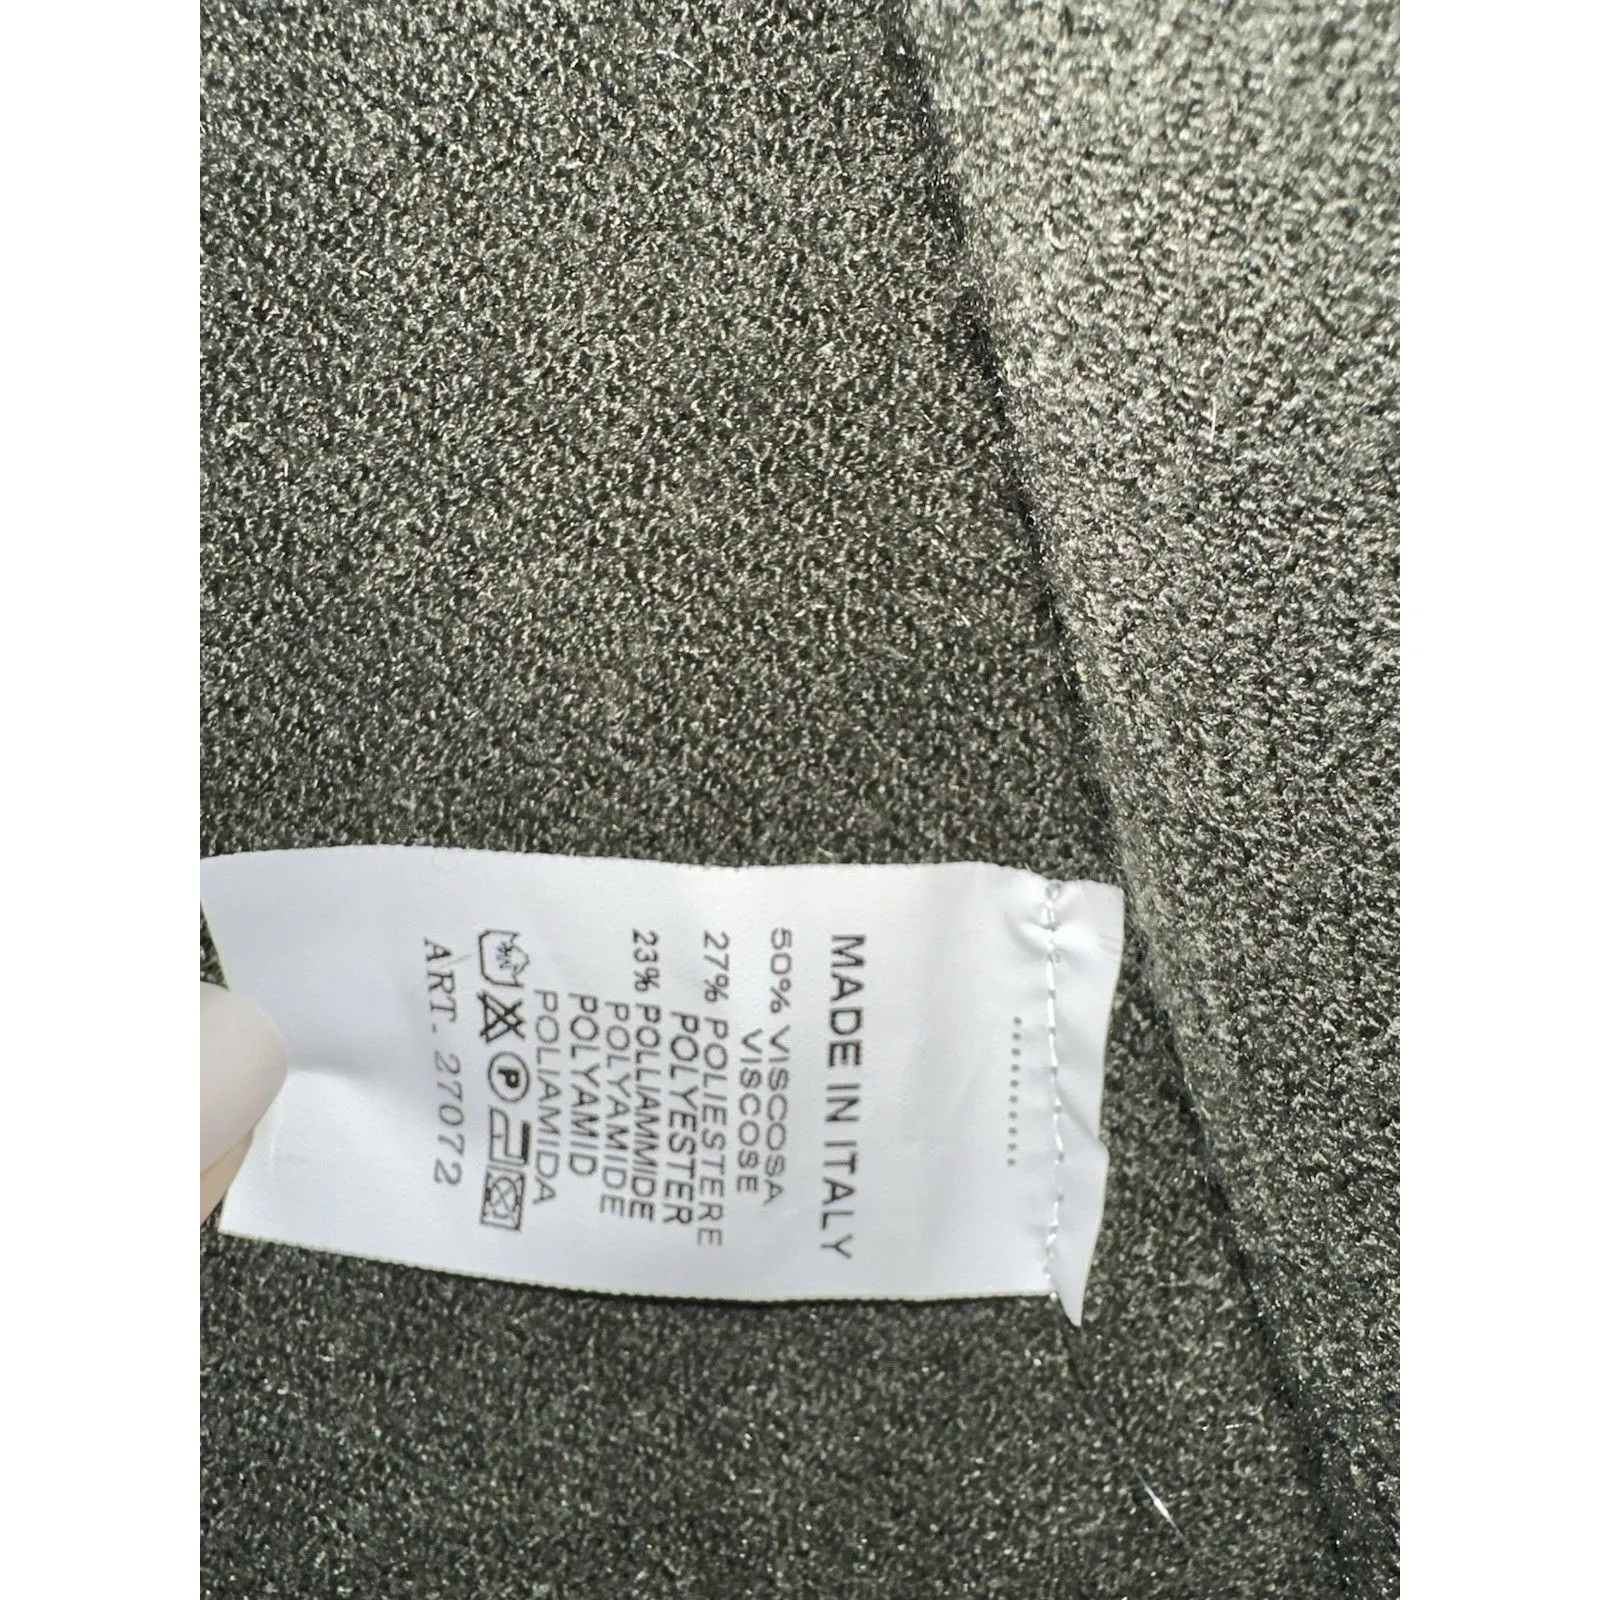 MADE IN ITALY
50% VISCOSA
VISCOSE
27% POLIESTERE
POLYESTER
23% POLIAMMIDE
POLYAMIDE
POLYAMID
POLIAMIDA
P
ART. 27072